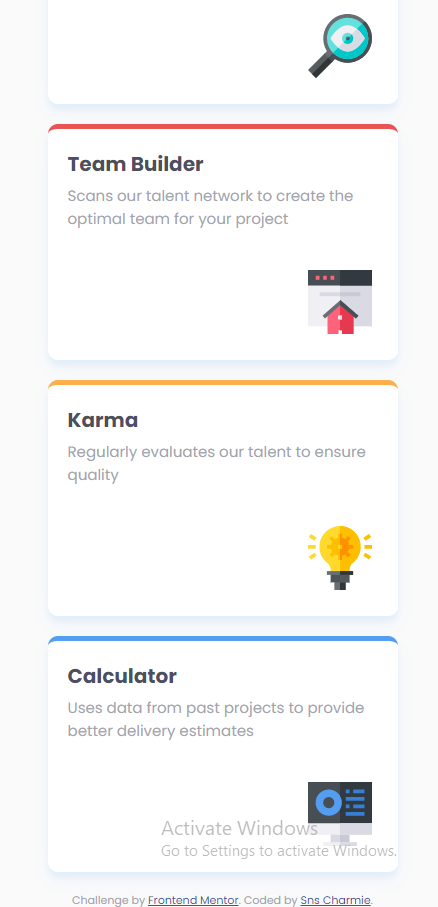 Team Builder
Scans our talent network to create the
optimal team for your project
Karma
Regularly evaluates our talent to ensure
quality
Calculator
Uses data from past projects to provide
better delivery estimates
Activate Windows
Go to Settings to activate Windows.
Challenge by Frontend Mentor. Coded by Sns Charmie.